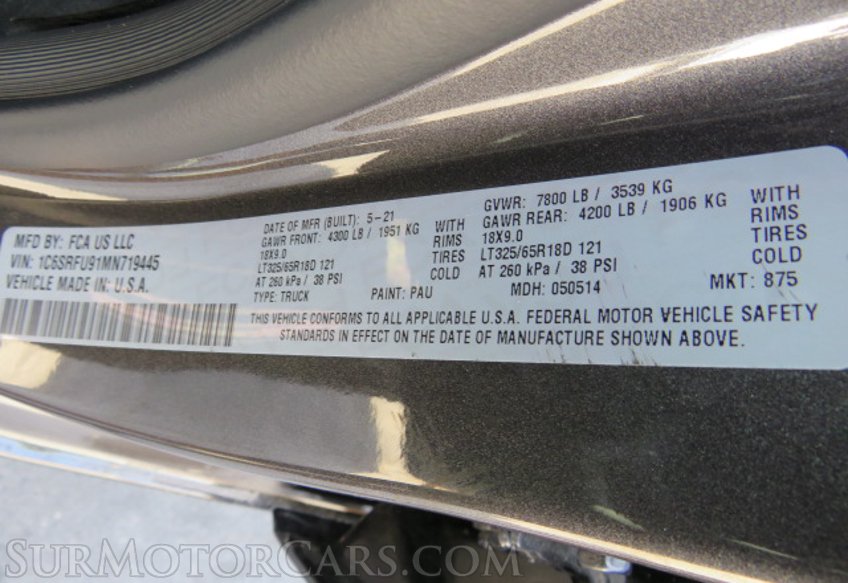 MFD BY: FCA US LLC
VIN: 1C6SRFU91MN719445
VEHICLE MADE IN U.S.A.
DATE OF MFR (BUILT): 5-21
GAWR FRONT: 4300 LB / 1951 KG WITH
18X9.0 RIMS
LT325/65R18D 121 TIRES
AT 260 kPa / 38 PSI COLD
TYPE: TRUCK PAINT: PAU
GVWR: 7800 LB / 3539 KG
GAWR REAR: 4200 LB / 1906 KG WITH
18X9.0 RIMS
LT325/65R18D 121 TIRES
AT 260 kPa / 38 PSI COLD
MDH: 050514 MKT: 875
THIS VEHICLE CONFORMS TO ALL APPLICABLE U.S.A. FEDERAL MOTOR VEHICLE SAFETY
STANDARDS IN EFFECT ON THE DATE OF MANUFACTURE SHOWN ABOVE.
SURMOTORCARS.COM